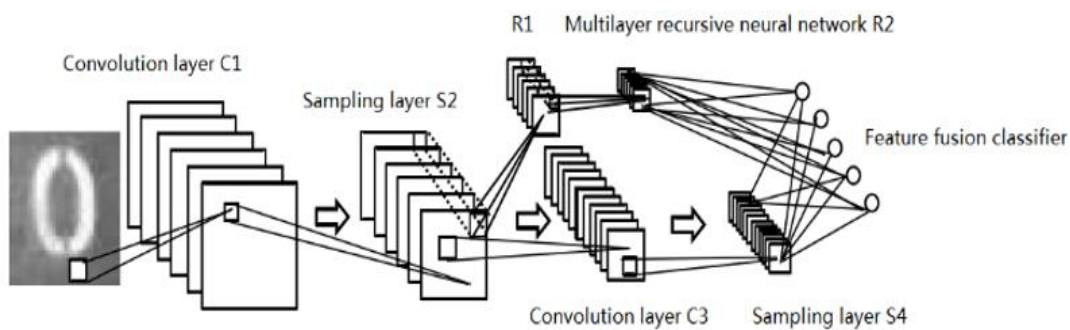 R1
Multilayer recursive neural network R2
Convolution layer C1
Sampling layer S2
0
Feature fusion classifier
Convolution layer C3
Sampling layer S4